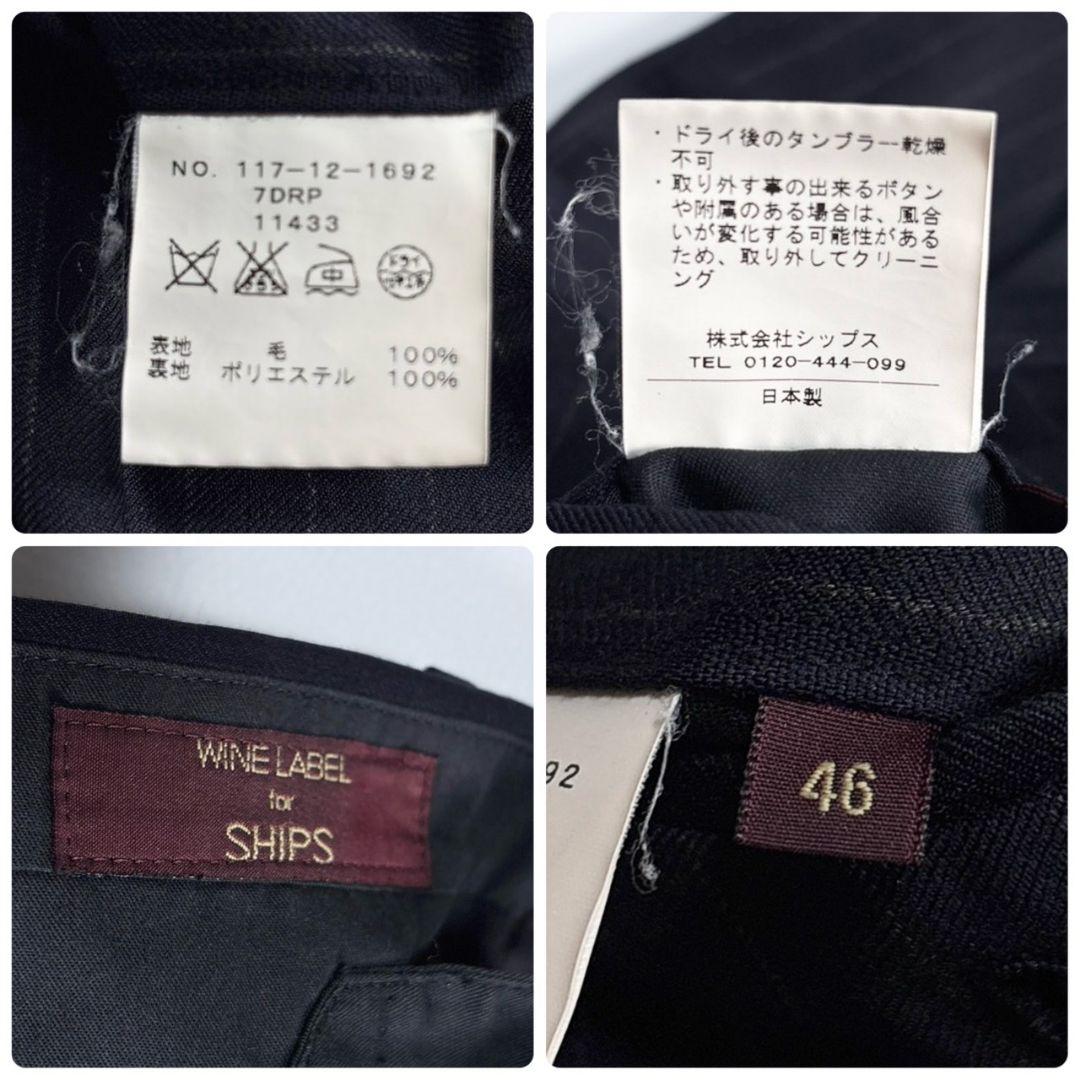 NO. 117-12-1692
7DRP
11433
中
ドライ
表地 毛 100%
裏地 ポリエステル 100%
・ドライ後のタンブラー乾燥
不可
・取り外す事の出来るボタン
や附属のある場合は、風合
いが変化する可能性がある
ため、取り外してクリーニ
ング
株式会社シップス
TEL 0120-444-099
日本製
WINE LABEL
for
SHIPS
92
46